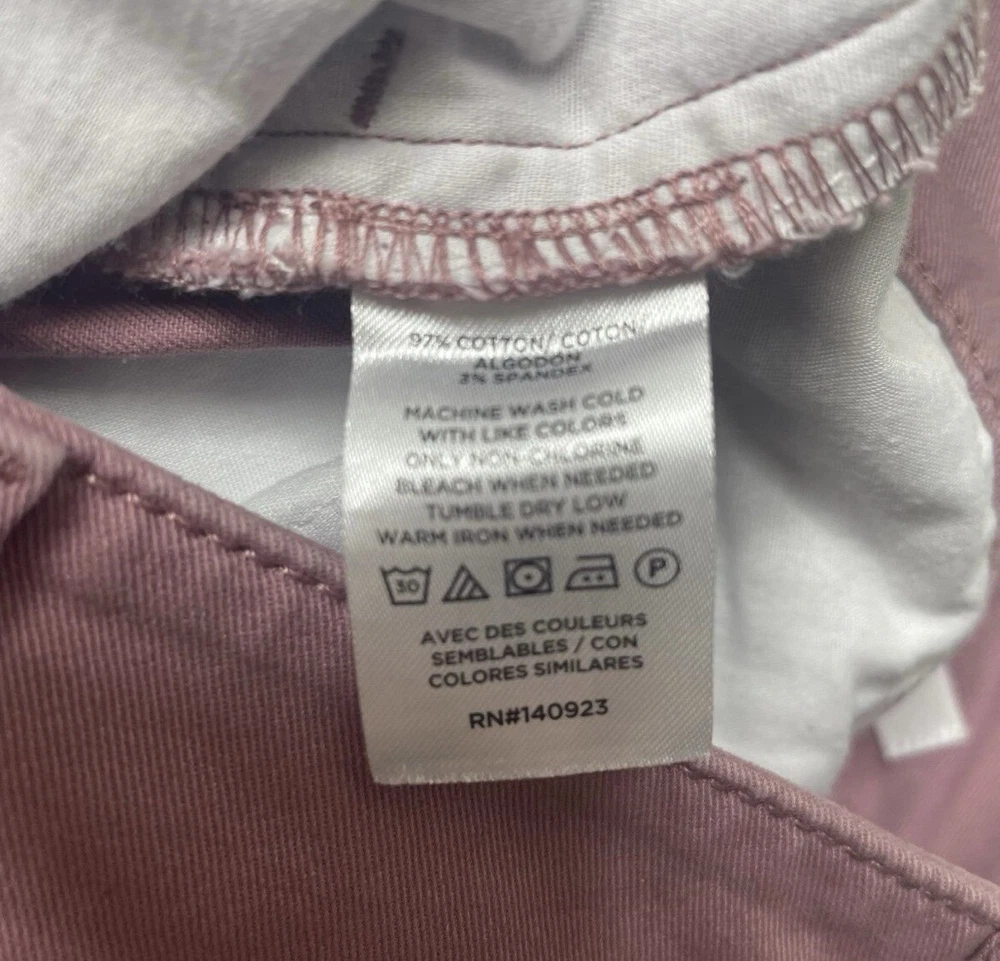 97% COTTON/ COTON
ALGODÓN
3% SPANDEX
MACHINE WASH COLD
WITH LIKE COLORS
ONLY NON-CHLORINE
BLEACH WHEN NEEDED
TUMBLE DRY LOW
WARM IRON WHEN NEEDED
30 P
AVEC DES COULEURS
SEMBLABLES / CON
COLORES SIMILARES
RN#140923